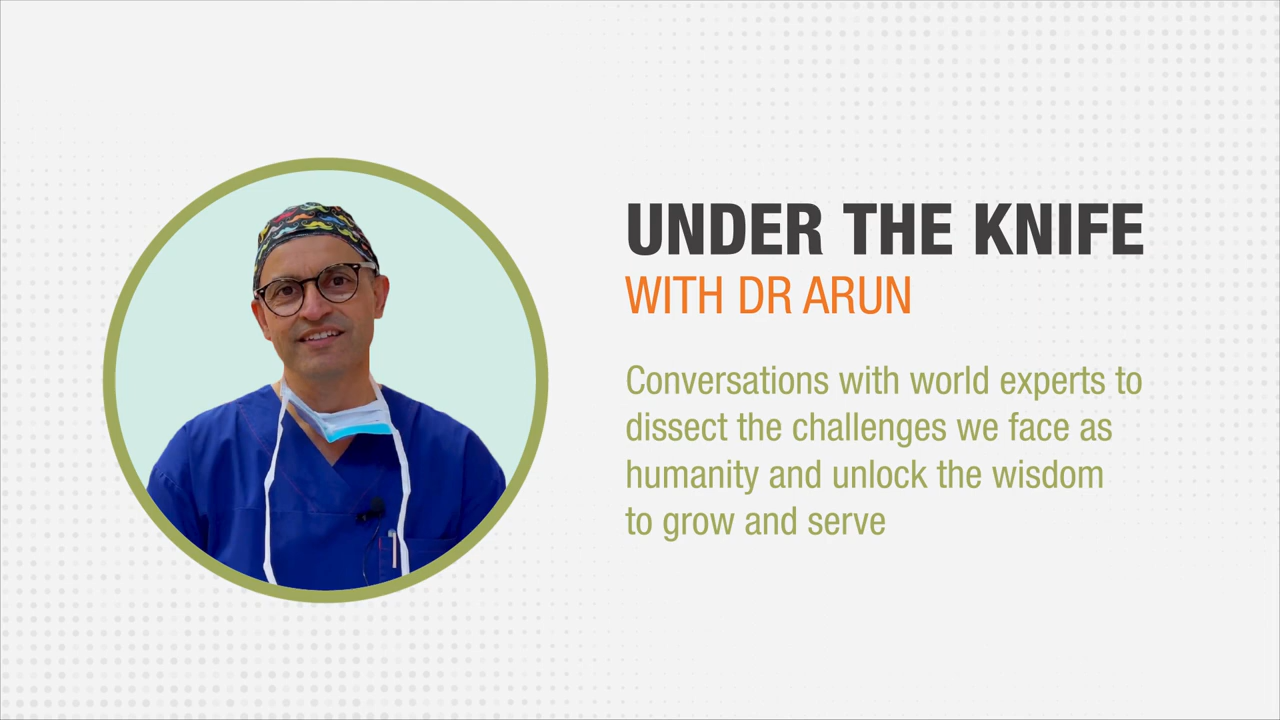 UNDER THE KNIFE
WITH DR ARUN
Conversations with world experts to
dissect the challenges we face as
humanity and unlock the wisdom
to grow and serve